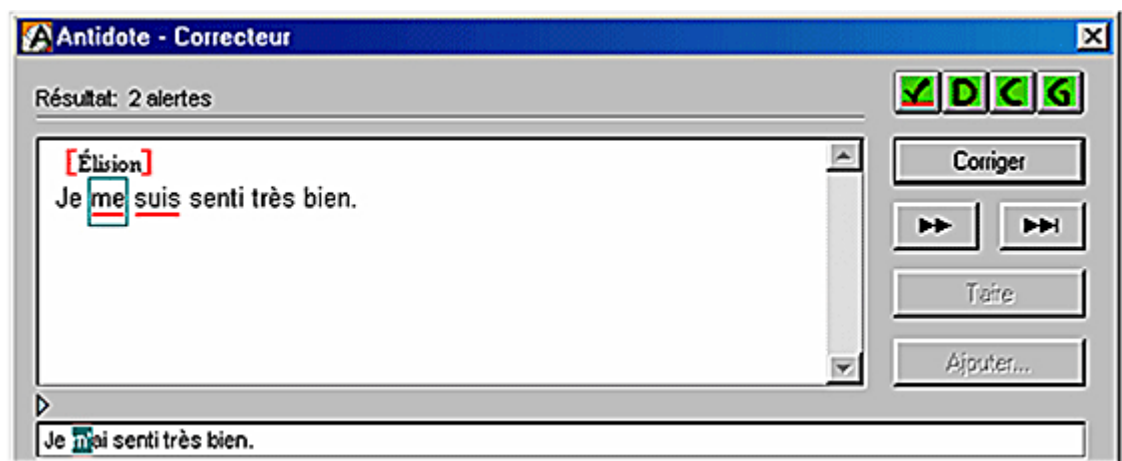 Antidote - Correcteur
Résultat: 2 alertes
D C G
[Élision]
Je me suis senti très bien.
Corriger
Taire
Ajouter...
Je m'ai senti très bien.